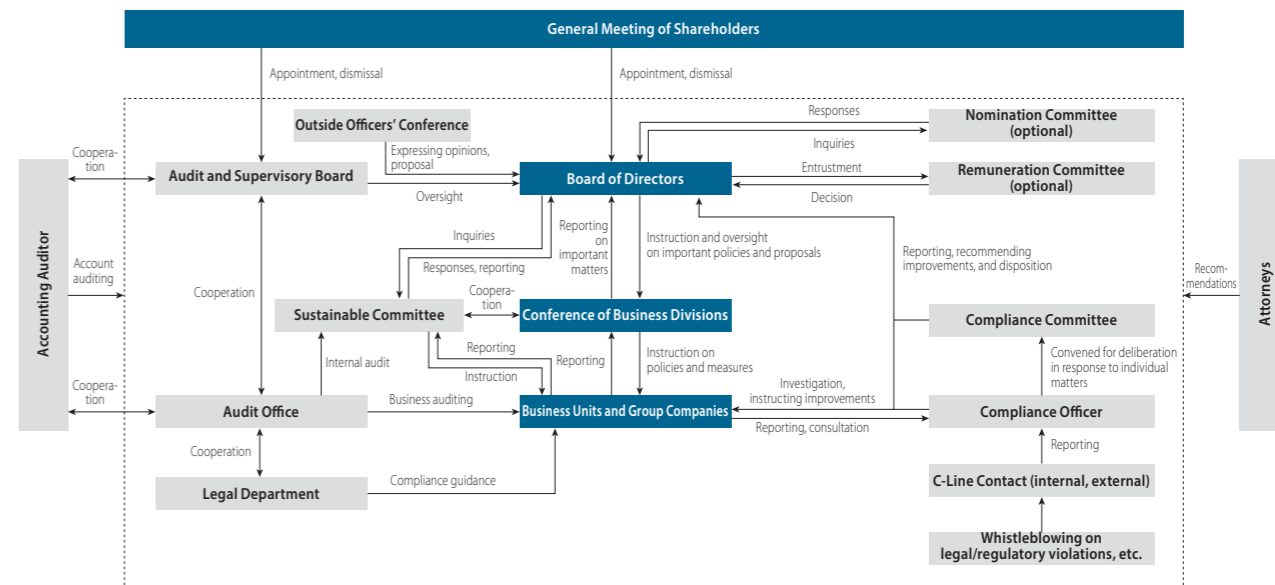 General Meeting of Shareholders
Appointment, dismissal
Appointment, dismissal
Outside Officers' Conference
Responses
Nomination Committee
(optional)
Inquiries
Coopera-
tion
Expressing opinions,
proposal
Audit and Supervisory Board
Oversight
Board of Directors
Entrustment
Remuneration Committee
(optional)
Decision
Accounting Auditor
Account
auditing
Cooperation
Inquiries
Responses, reporting
Reporting
on
important
matters
Instruction and oversight
on important policies and proposals
Reporting, recommending
improvements, and disposition
Recom-
mendations
Attorneys
Sustainable Committee
Coopera-
tion
Conference of Business Divisions
Compliance Committee
Internal audit
Reporting
Instruction
Reporting
Instruction on
policies and measures
Convened for deliberation
in response to individual
matters
Coopera-
tion
Audit Office
Business auditing
Business Units and Group Companies
Investigation,
instructing improvements
Reporting, consultation
Compliance Officer
Cooperation
Reporting
Legal Department
Compliance guidance
C-Line Contact (internal, external)
Whistleblowing on
legal/regulatory violations, etc.